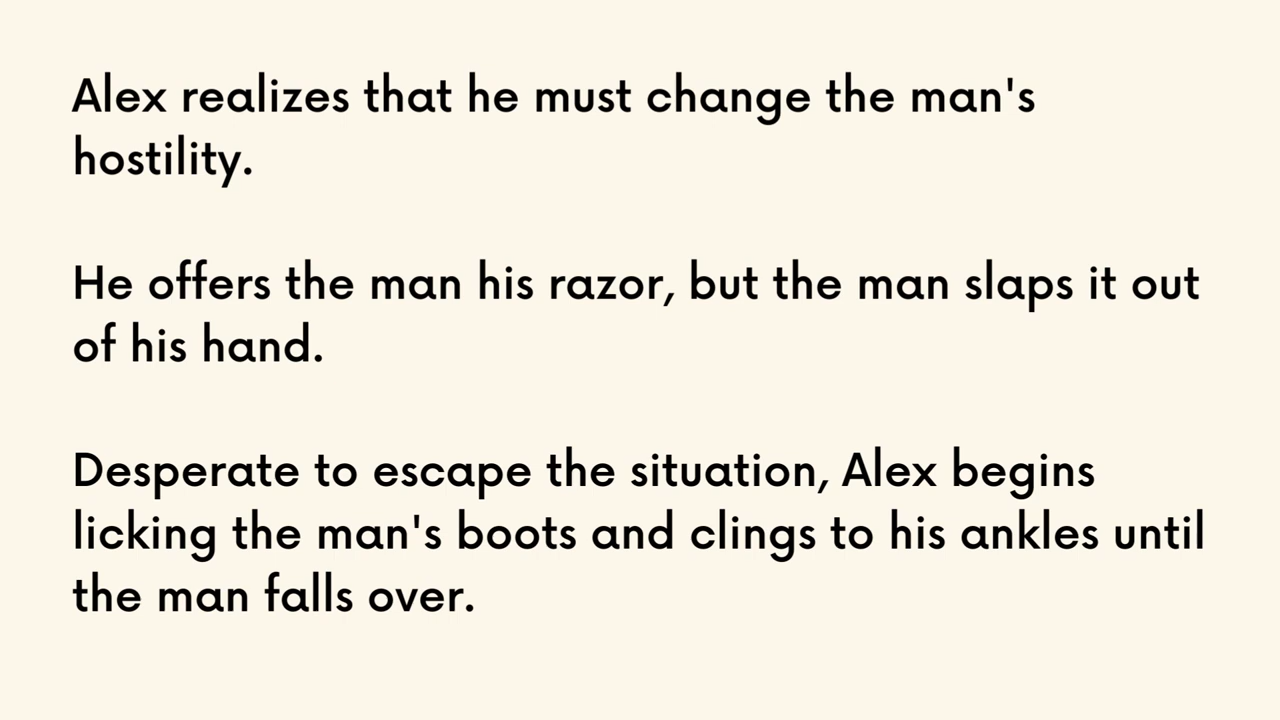 Alex realizes that he must change the man's
hostility.
He offers the man his razor, but the man slaps it out
of his hand.
Desperate to escape the situation, Alex begins
licking the man's boots and clings to his ankles until
the man falls over.